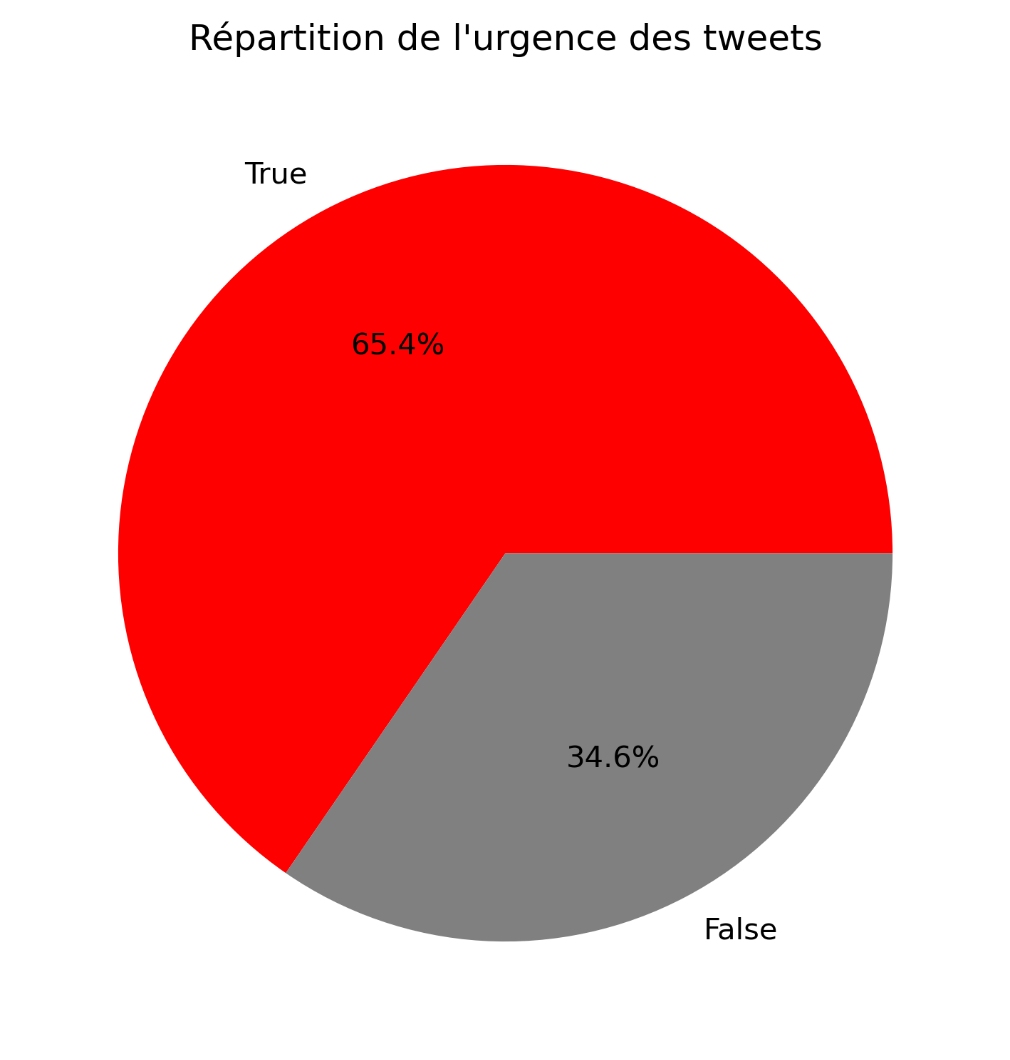 Répartition de l'urgence des tweets
True
65.4%
34.6%
False